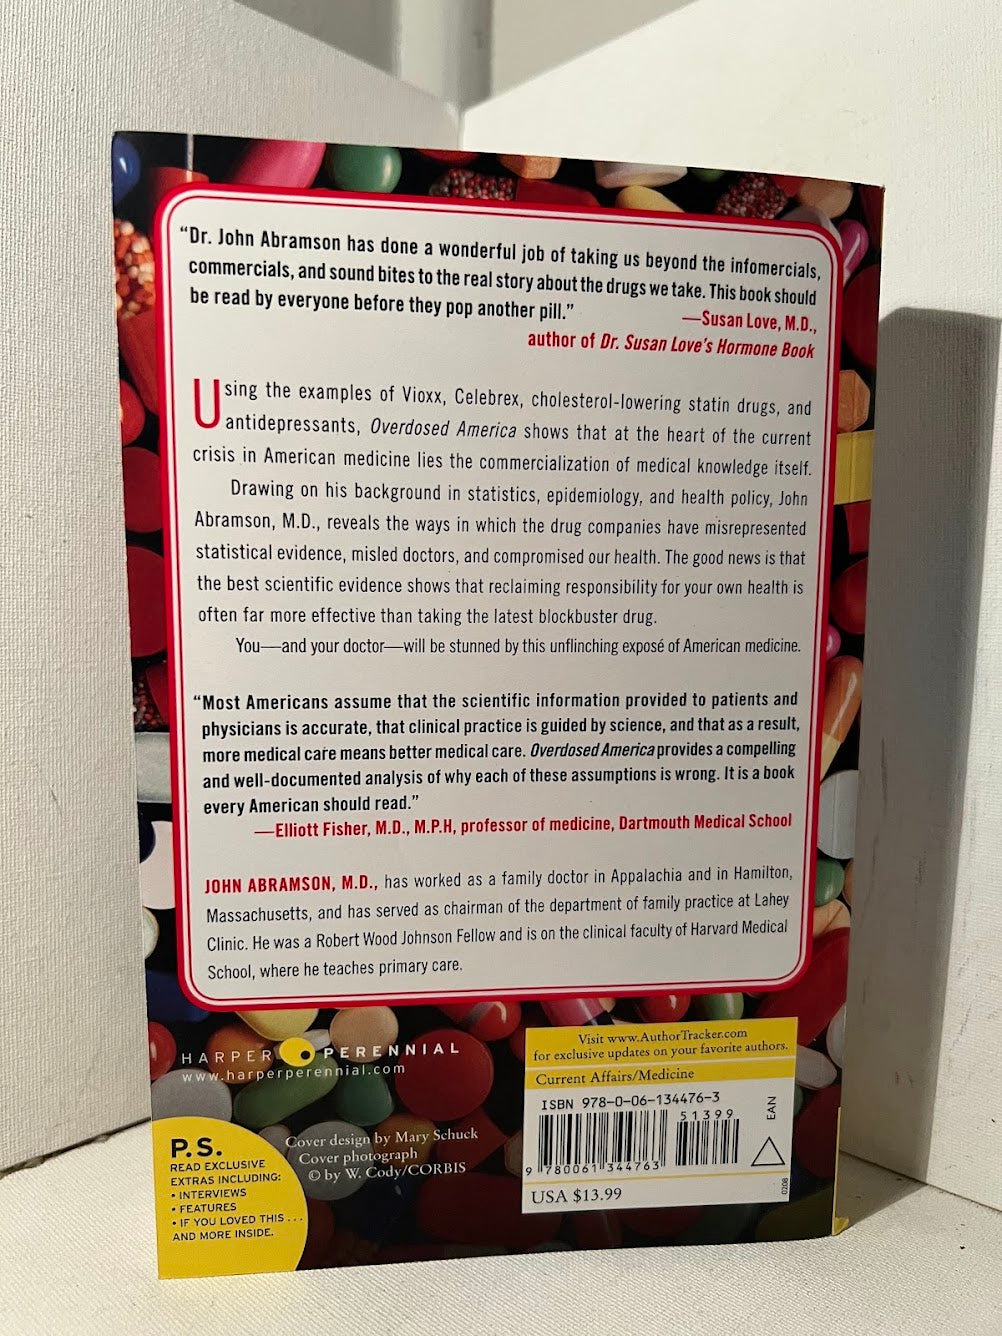 “Dr. John Abramson has done a wonderful job of taking us beyond the infomercials,
commercials, and sound bites to the real story about the drugs we take. This book should
be read by everyone before they pop another pill.”
—Susan Love, M.D.,
author of Dr. Susan Love’s Hormone Book
Using the examples of Vioxx, Celebrex, cholesterol-lowering statin drugs, and
antidepressants, Overdosed America shows that at the heart of the current
crisis in American medicine lies the commercialization of medical knowledge itself.
Drawing on his background in statistics, epidemiology, and health policy, John
Abramson, M.D., reveals the ways in which the drug companies have misrepresented
statistical evidence, misled doctors, and compromised our health. The good news is that
the best scientific evidence shows that reclaiming responsibility for your own health is
often far more effective than taking the latest blockbuster drug.
You—and your doctor—will be stunned by this unflinching exposé of American medicine.
“Most Americans assume that the scientific information provided to patients and
physicians is accurate, that clinical practice is guided by science, and that as a result,
more medical care means better medical care. Overdosed America provides a compelling
and well-documented analysis of why each of these assumptions is wrong. It is a book
every American should read.”
—Elliott Fisher, M.D., M.P.H, professor of medicine, Dartmouth Medical School
JOHN ABRAMSON, M.D., has worked as a family doctor in Appalachia and in Hamilton,
Massachusetts, and has served as chairman of the department of family practice at Lahey
Clinic. He was a Robert Wood Johnson Fellow and is on the clinical faculty of Harvard Medical
School, where he teaches primary care.
HARPER PERENNIAL
www.harperperennial.com
P.S.
READ EXCLUSIVE
EXTRAS INCLUDING:
• INTERVIEWS
• FEATURES
• IF YOU LOVED THIS . . .
AND MORE INSIDE.
Cover design by Mary Schuck
Cover photograph
© by W. Cody/CORBIS
Visit www.AuthorTracker.com
for exclusive updates on your favorite authors.
Current Affairs/Medicine
ISBN 978-0-06-134476-3
51399
EAN
9 780061 344763
USA $13.99
0208